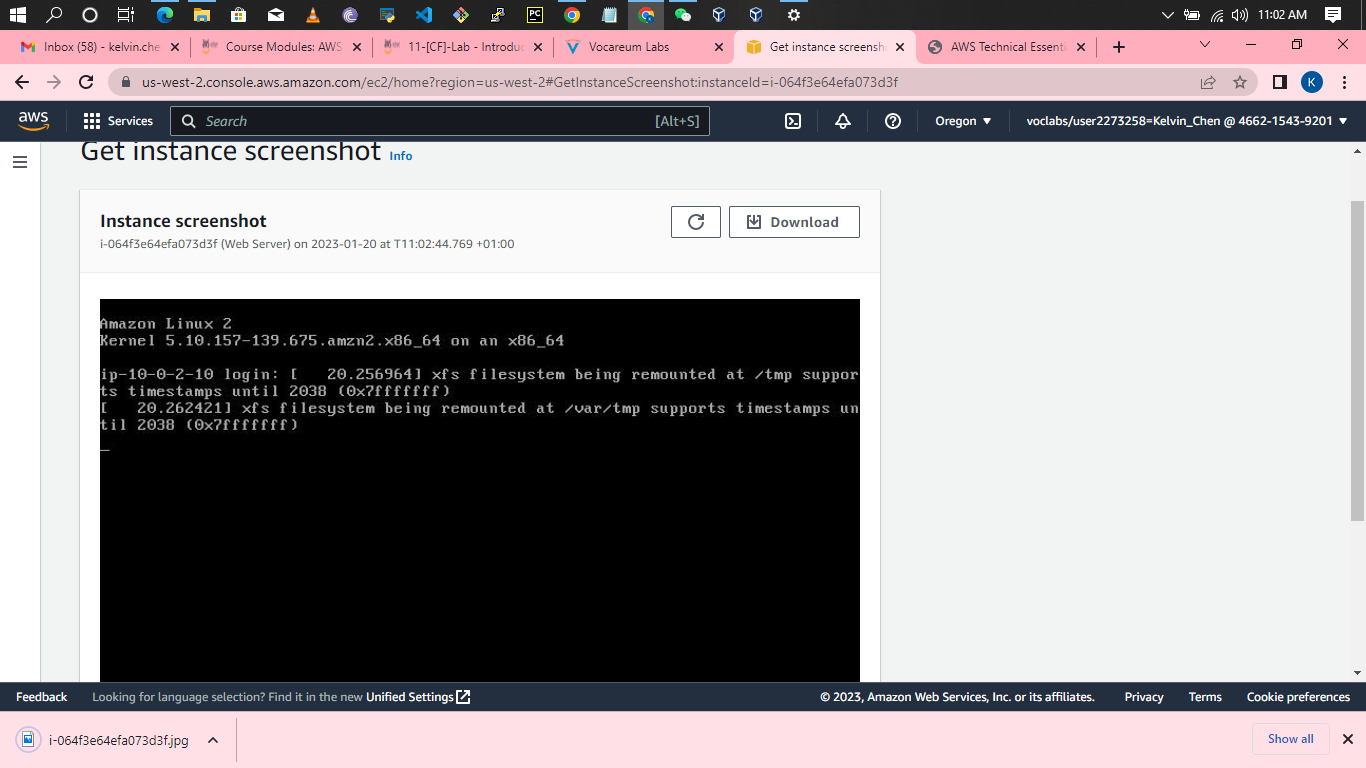 11:02 AM
Inbox (58) - kelvin.che
Course Modules: AWS
11-[CF]-Lab - Introduc
Vocareum Labs
Get instance screensh
AWS Technical Essenti
us-west-2.console.aws.amazon.com/ec2/home?region=us-west-2#GetInstanceScreenshot:instanceId=i-064f3e64efa073d3f
K
aws
Services
Search
[Alt+S]
Oregon
voclabs/user2273258=Kelvin_Chen @ 4662-1543-9201
Get instance screenshot Info
Instance screenshot
Download
i-064f3e64efa073d3f (Web Server) on 2023-01-20 at T11:02:44.769 +01:00
Amazon Linux 2
Kernel 5.10.157-139.675.amzn2.x86_64 on an x86_64
ip-10-0-2-10 login: [   20.256964] xfs filesystem being remounted at /tmp suppor
ts timestamps until 2038 (0x7fffffff)
[   20.262421] xfs filesystem being remounted at /var/tmp supports timestamps un
til 2038 (0x7fffffff)
_
Feedback
Looking for language selection? Find it in the new Unified Settings
© 2023, Amazon Web Services, Inc. or its affiliates.
Privacy
Terms
Cookie preferences
i-064f3e64efa073d3f.jpg
Show all